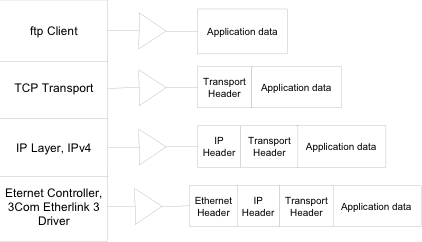 ftp Client
Application data
TCP Transport
Transport
Header
Application data
IP Layer, IPv4
IP
Header
Transport
Header
Application data
Eternet Controller,
3Com Etherlink 3
Driver
Ethernet
Header
IP
Header
Transport
Header
Application data